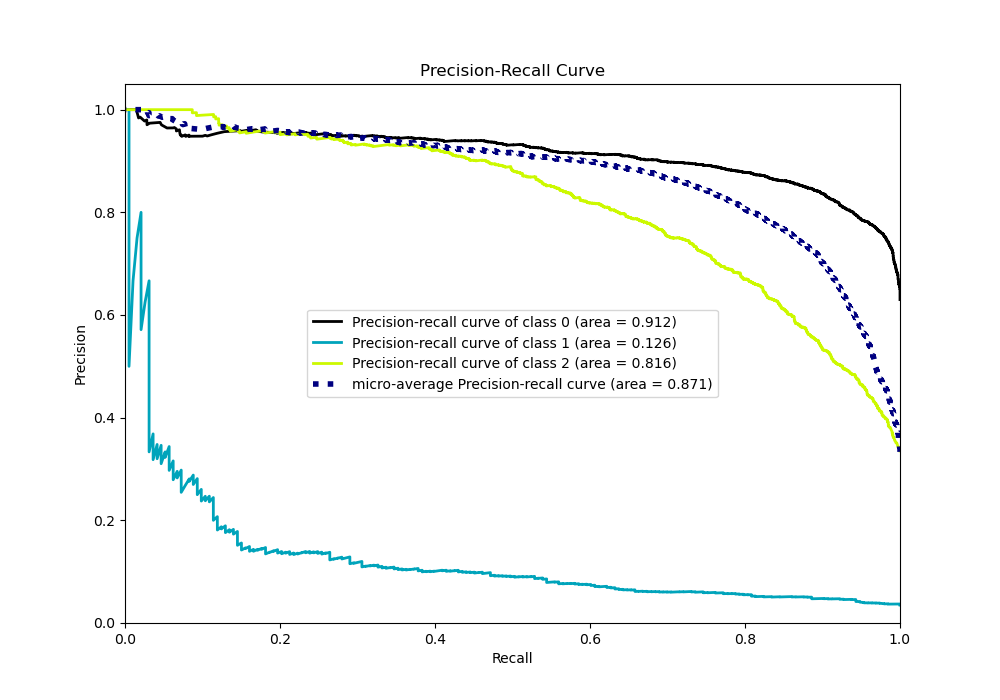 Precision-Recall Curve
1.0
0.8
0.6
0.4
0.2
0.0
Precision
Precision-recall curve of class 0 (area = 0.912)
Precision-recall curve of class 1 (area = 0.126)
Precision-recall curve of class 2 (area = 0.816)
micro-average Precision-recall curve (area = 0.871)
0.0 0.2 0.4 0.6 0.8 1.0
Recall